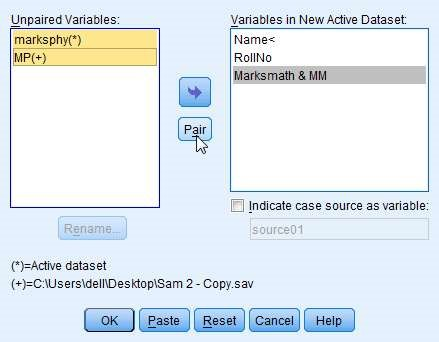 Unpaired Variables:
marksphy(*)
MP(+)
Pair
Rename...
Variables in New Active Dataset:
Name<
RollNo
Marksmath & MM
Indicate case source as variable:
source01
(*)=Active dataset
(+)=C:\Users\dell\Desktop\Sam 2 - Copy.sav
OK Paste Reset Cancel Help